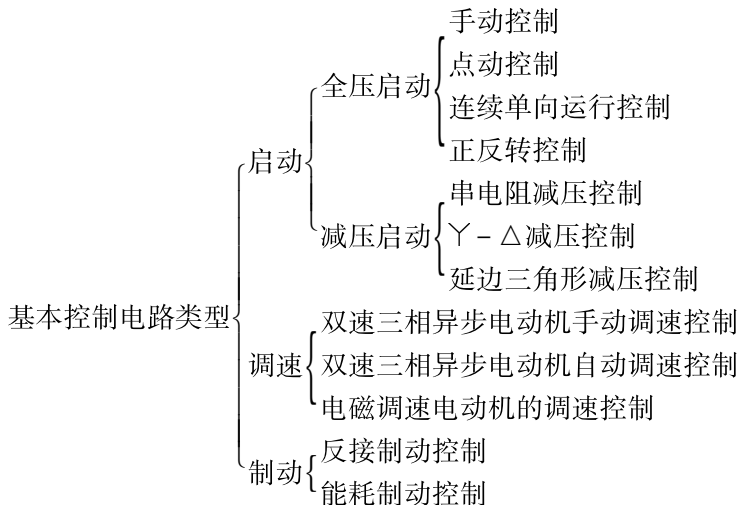 手动控制
点动控制
全压启动
连续单向运行控制
正反转控制
启动
串电阻减压控制
减压启动
Y－△减压控制
延边三角形减压控制
基本控制电路类型
双速三相异步电动机手动调速控制
调速
双速三相异步电动机自动调速控制
电磁调速电动机的调速控制
反接制动控制
制动
能耗制动控制